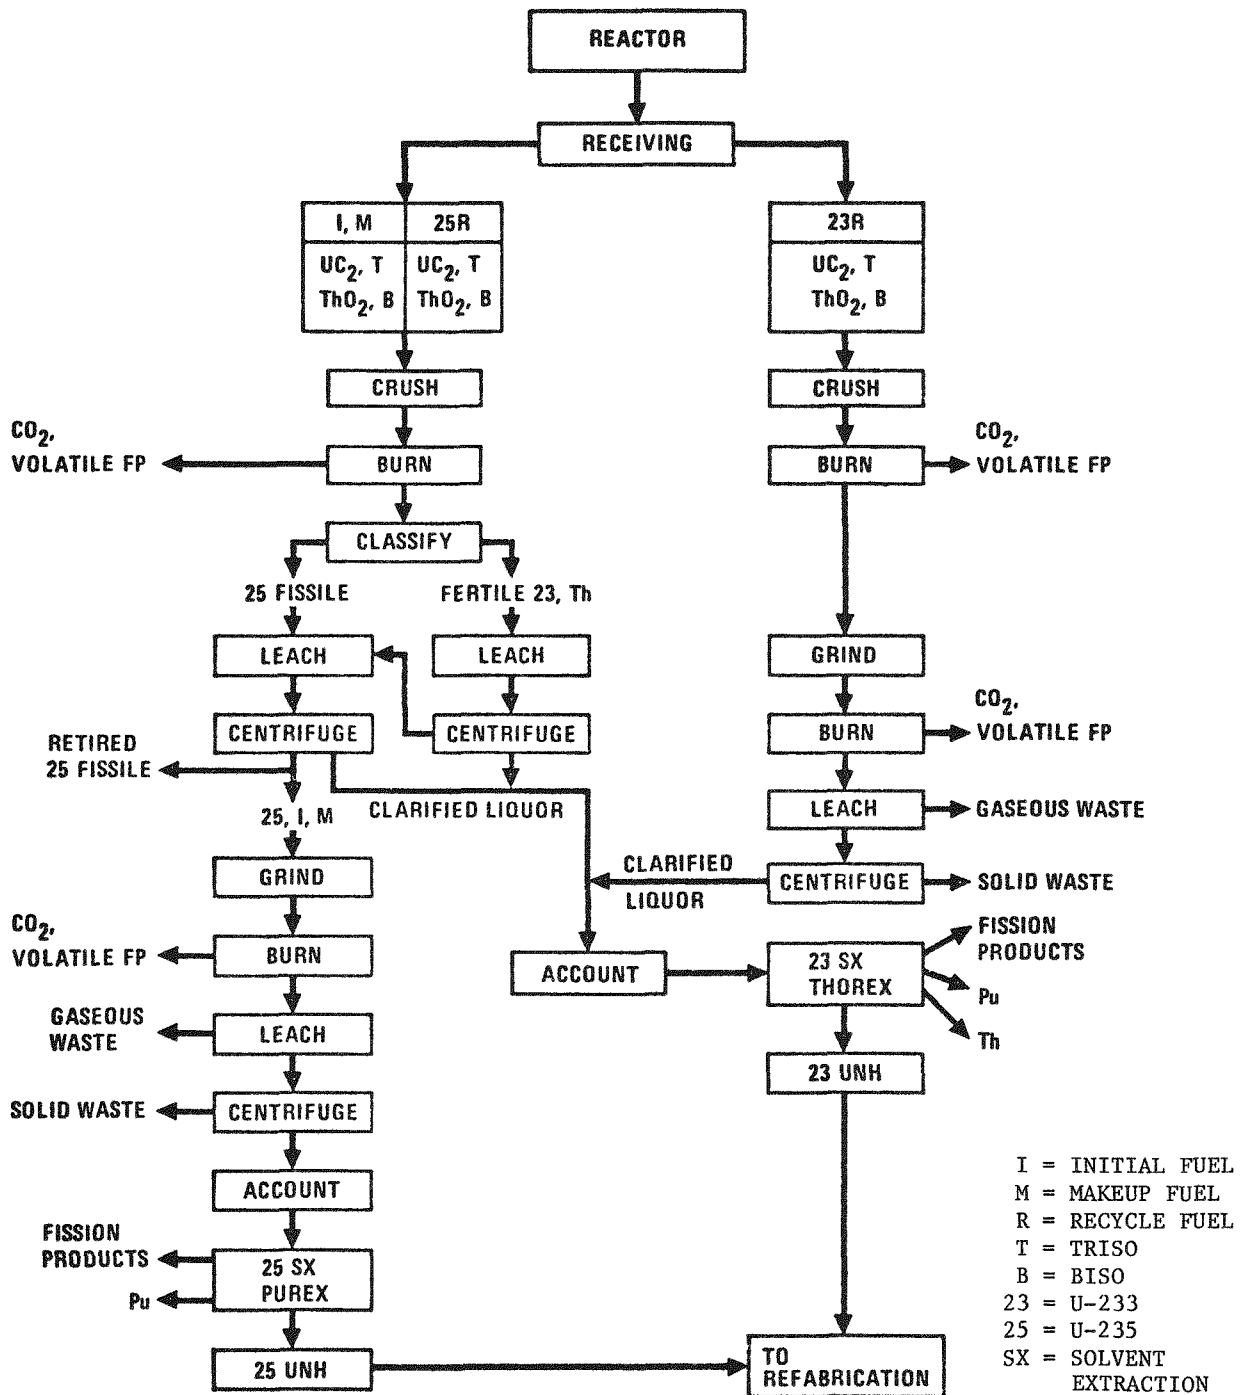 REACTOR
RECEIVING
I, M
25R
UC₂, T
ThO₂, B
UC₂, T
ThO₂, B
23R
UC₂, T
ThO₂, B
CRUSH
CRUSH
CO₂,
VOLATILE FP
BURN
BURN
CO₂,
VOLATILE FP
CLASSIFY
25 FISSILE
FERTILE 23, Th
LEACH
LEACH
GRIND
CENTRIFUGE
CENTRIFUGE
BURN
CO₂,
VOLATILE FP
RETIRED
25 FISSILE
25, I, M
CLARIFIED LIQUOR
LEACH
GASEOUS WASTE
GRIND
CLARIFIED
LIQUOR
CENTRIFUGE
SOLID WASTE
CO₂,
VOLATILE FP
BURN
ACCOUNT
23 SX
THOREX
FISSION
PRODUCTS
Pu
Th
GASEOUS
WASTE
LEACH
23 UNH
SOLID WASTE
CENTRIFUGE
ACCOUNT
FISSION
PRODUCTS
Pu
25 SX
PUREX
25 UNH
TO
REFABRICATION
I = INITIAL FUEL
M = MAKEUP FUEL
R = RECYCLE FUEL
T = TRISO
B = BISO
23 = U-233
25 = U-235
SX = SOLVENT
EXTRACTION